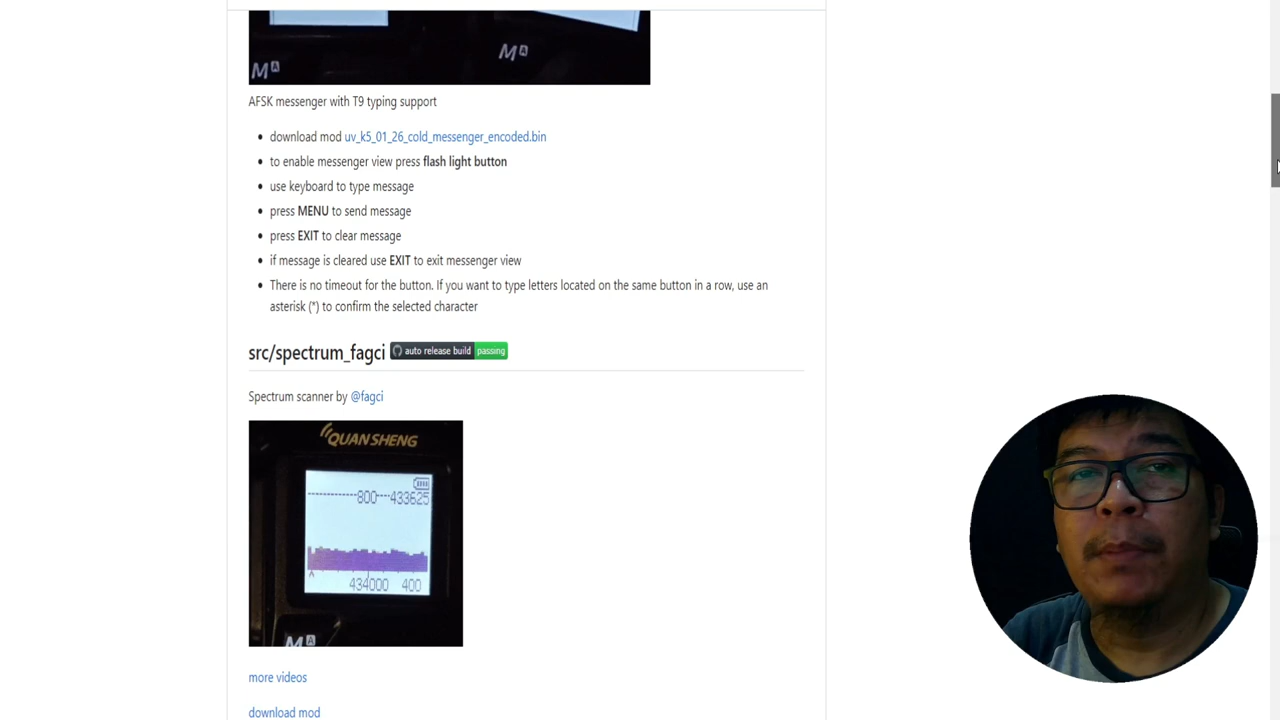 M A
M A
AFSK messenger with T9 typing support
download mod uv_k5_01_26_cold_messenger_encoded.bin
to enable messenger view press flash light button
use keyboard to type message
press MENU to send message
press EXIT to clear message
if message is cleared use EXIT to exit messenger view
There is no timeout for the button. If you want to type letters located on the same button in a row, use an
asterisk (*) to confirm the selected character
src/spectrum_fagci auto release build passing
Spectrum scanner by @fagci
QUANSHENG
800 433625
434000 400
M A
more videos
download mod